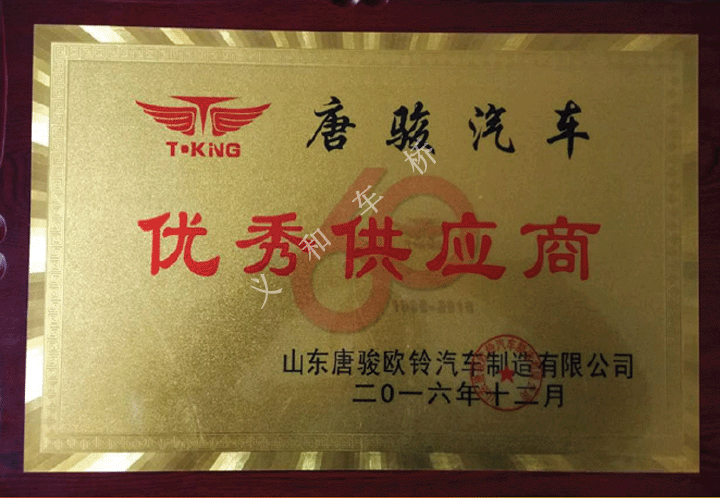 T•KiNG
唐骏汽车
优秀供应商
义和车桥
山东唐骏欧铃汽车制造有限公司
二〇一六年十二月